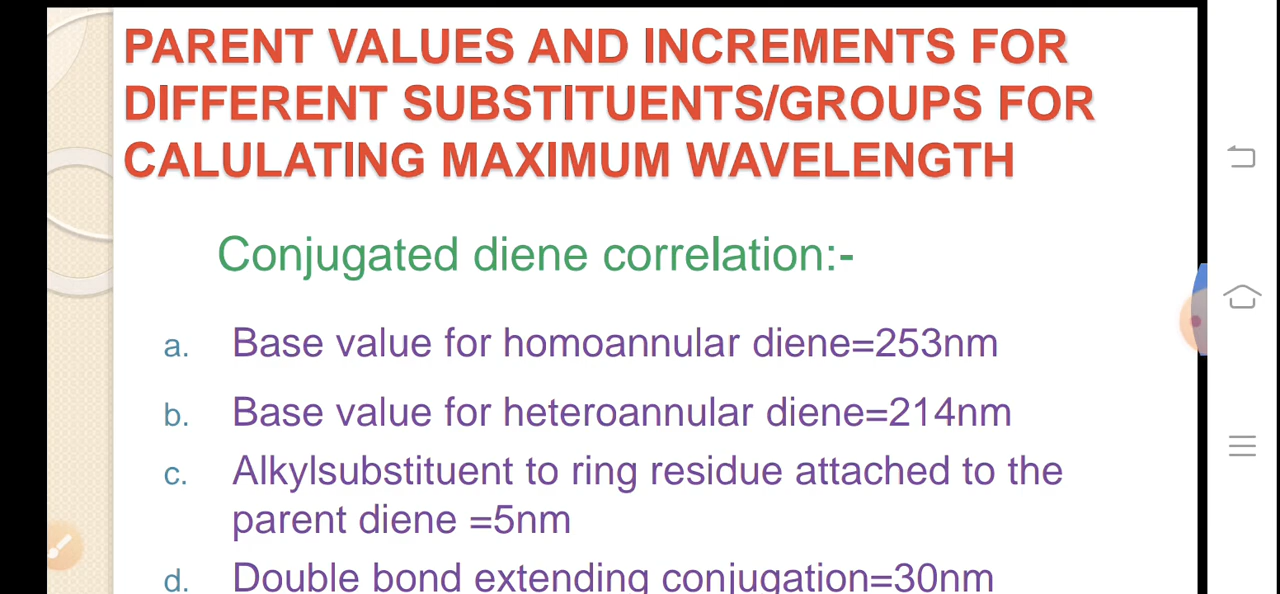 PARENT VALUES AND INCREMENTS FOR
DIFFERENT SUBSTITUENTS/GROUPS FOR
CALULATING MAXIMUM WAVELENGTH
Conjugated diene correlation:-
a. Base value for homoannular diene=253nm
b. Base value for heteroannular diene=214nm
c. Alkylsubstituent to ring residue attached to the
parent diene =5nm
d. Double bond extending conjugation=30nm